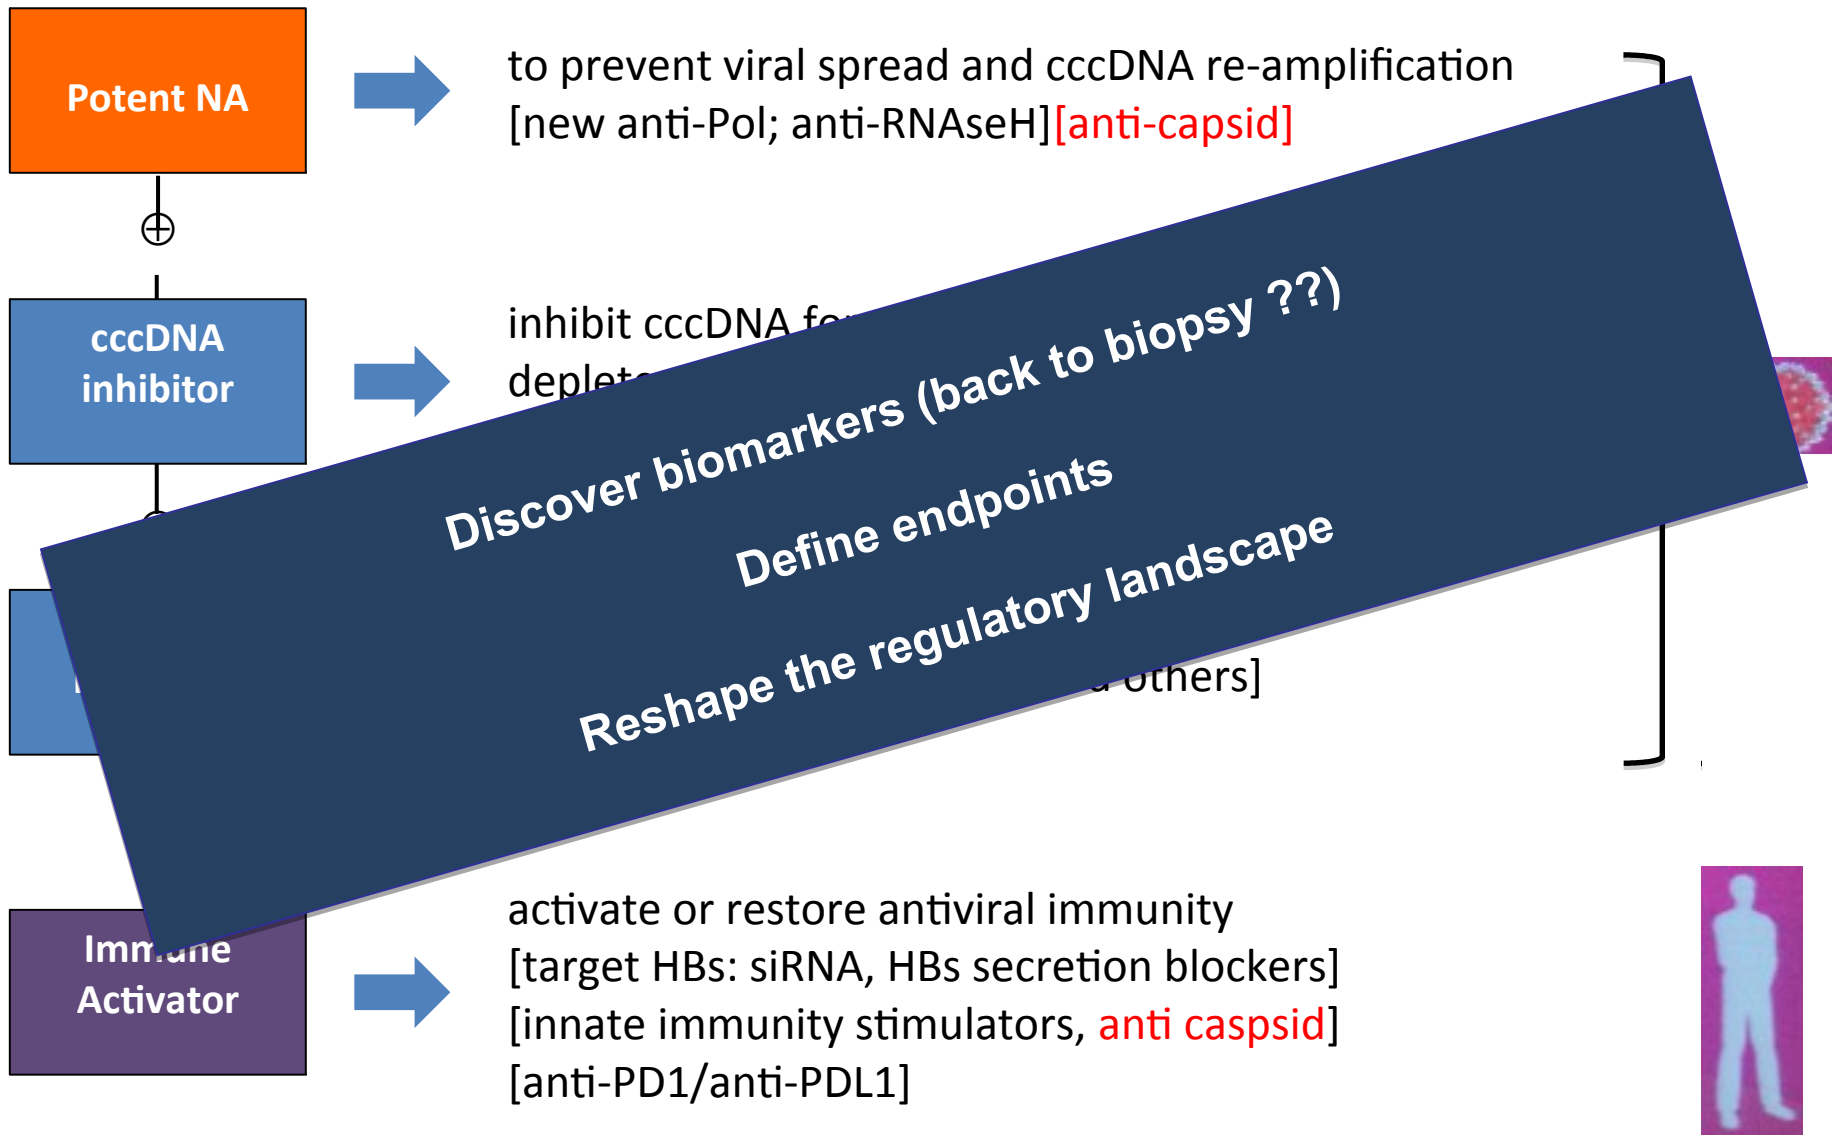 Potent NA
to prevent viral spread and cccDNA re-amplification
[new anti-Pol; anti-RNAseH][anti-capsid]
cccDNA
inhibitor
inhibit cccDNA
deplete
Discover biomarkers (back to biopsy ??)
Define endpoints
Reshape the regulatory landscape
others]
Immune
Activator
activate or restore antiviral immunity
[target HBs: siRNA, HBs secretion blockers]
[innate immunity stimulators, anti caspsid]
[anti-PD1/anti-PDL1]